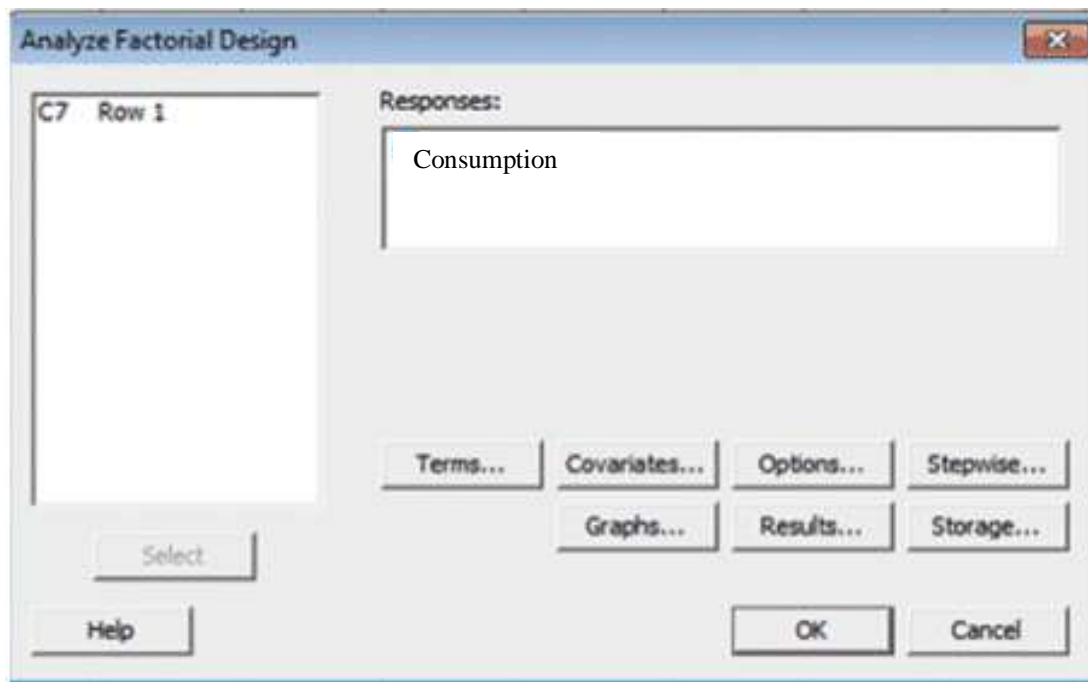 Analyze Factorial Design
C7 Row 1
Responses:
Consumption
Terms... Covariates... Options... Stepwise...
Graphs... Results... Storage...
Select
Help OK Cancel